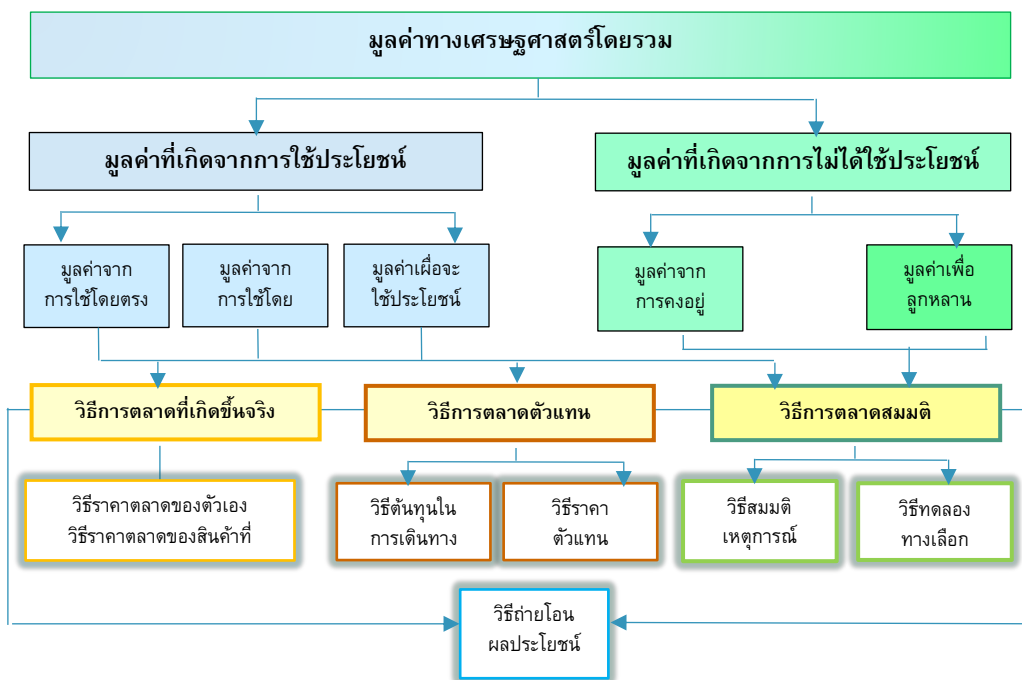 มูลค่าทางเศรษฐศาสตร์โดยรวม
มูลค่าที่เกิดจากการใช้ประโยชน์
มูลค่าที่เกิดจากการไม่ได้ใช้ประโยชน์
มูลค่าจาก
การใช้โดยตรง
มูลค่าจาก
การใช้โดย
มูลค่าเผื่อจะ
ใช้ประโยชน์
มูลค่าจาก
การคงอยู่
มูลค่าเพื่อ
ลูกหลาน
วิธีการตลาดที่เกิดขึ้นจริง
วิธีการตลาดตัวแทน
วิธีการตลาดสมมติ
วิธีราคาตลาดของตัวเอง
วิธีราคาตลาดของสินค้าที่
วิธีต้นทุนใน
การเดินทาง
วิธีราคา
ตัวแทน
วิธีสมมติ
เหตุการณ์
วิธีทดลอง
ทางเลือก
วิธีถ่ายโอน
ผลประโยชน์